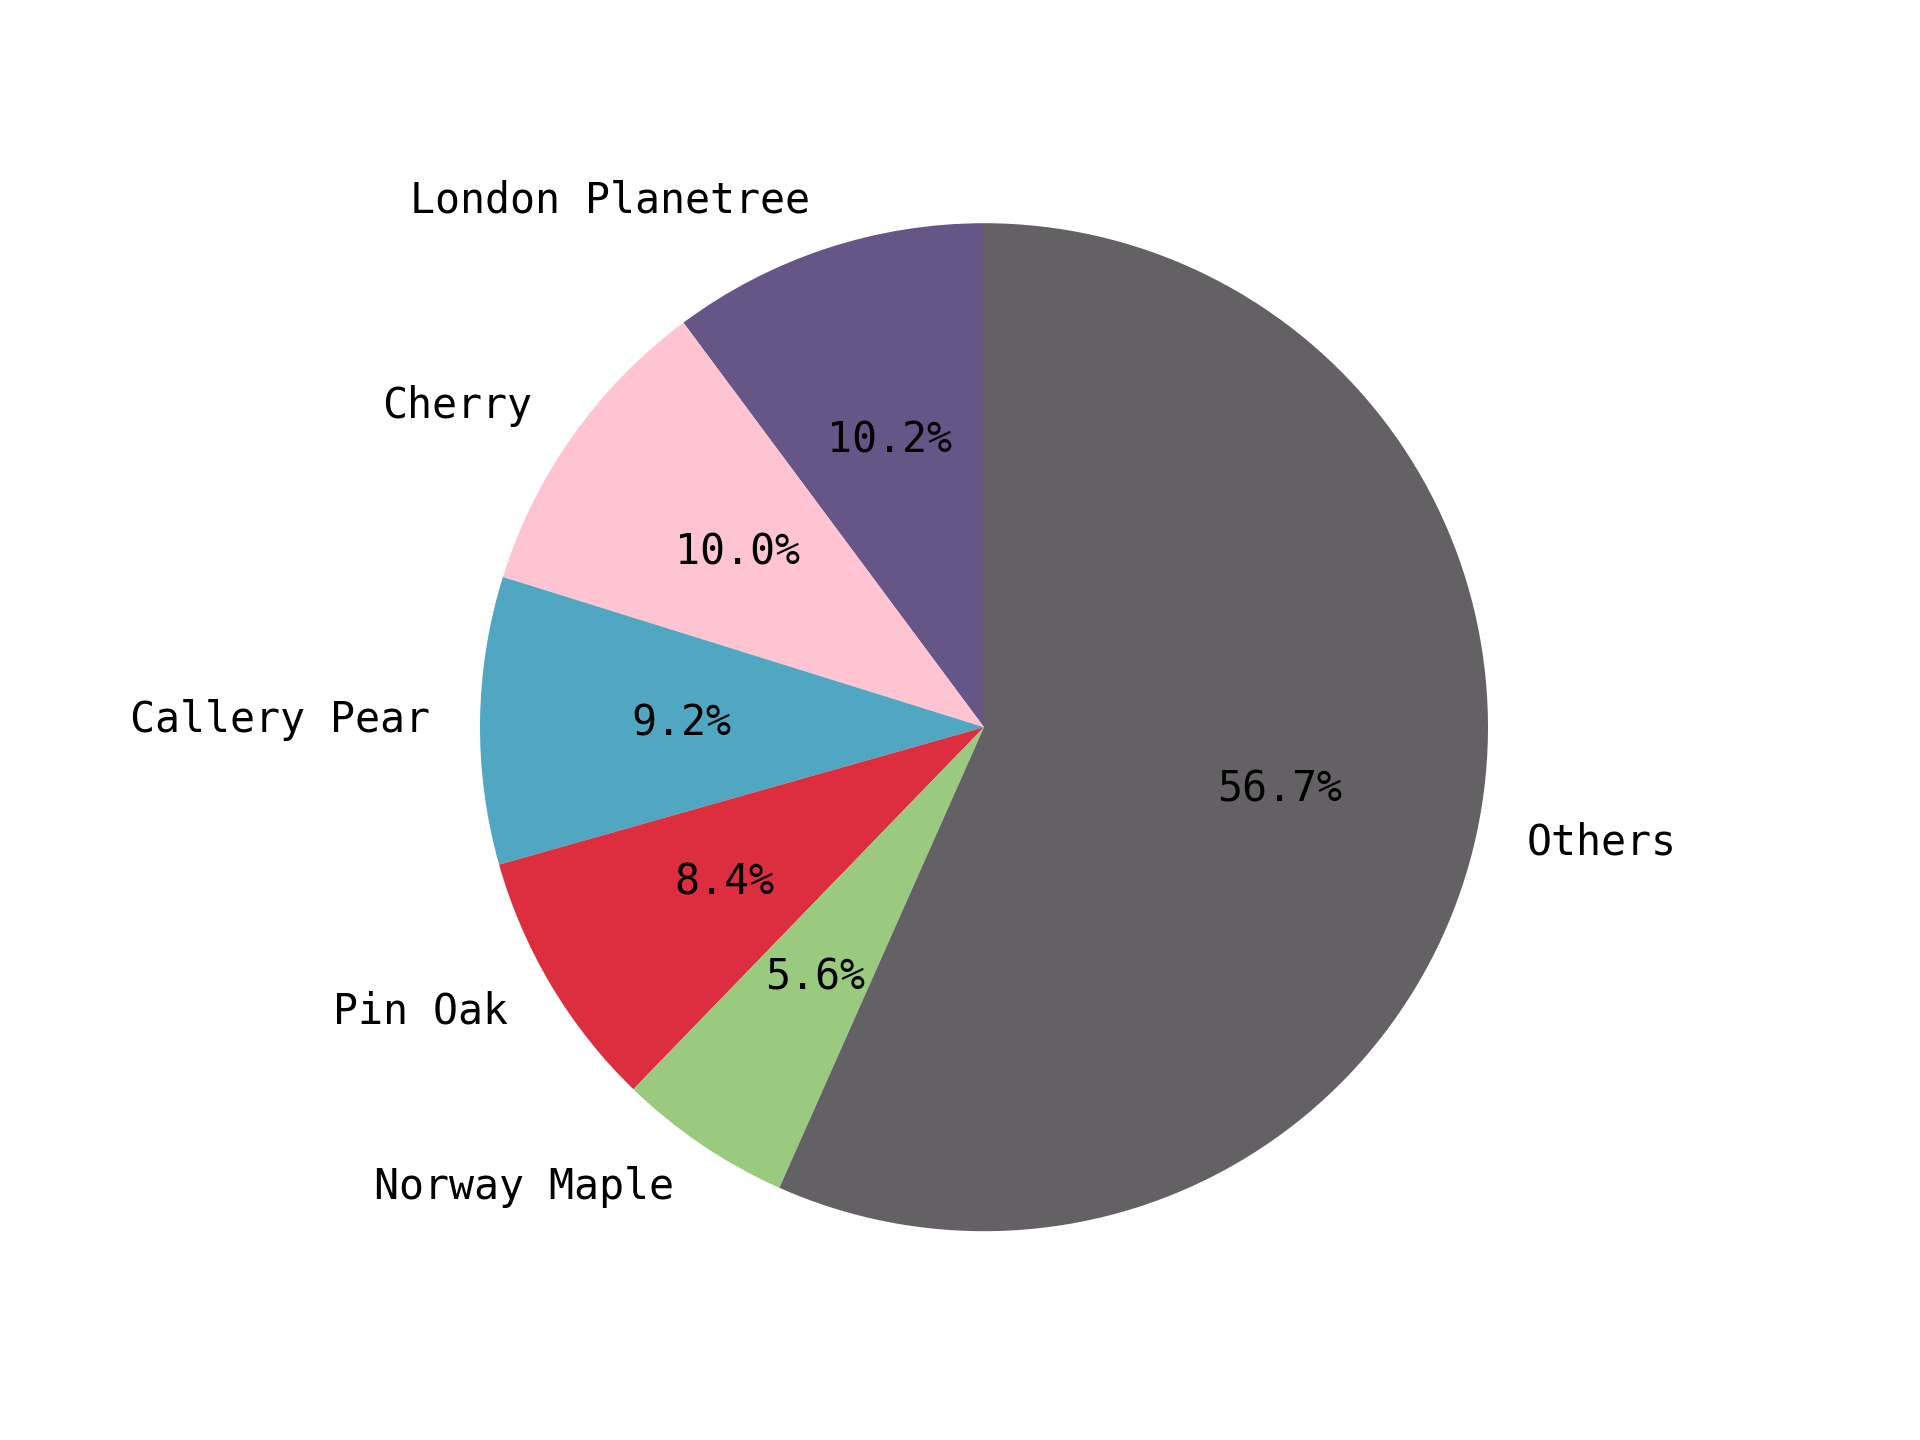 London Planetree
Cherry
10.2%
10.0%
Callery Pear
9.2%
56.7%
Others
8.4%
5.6%
Pin Oak
Norway Maple